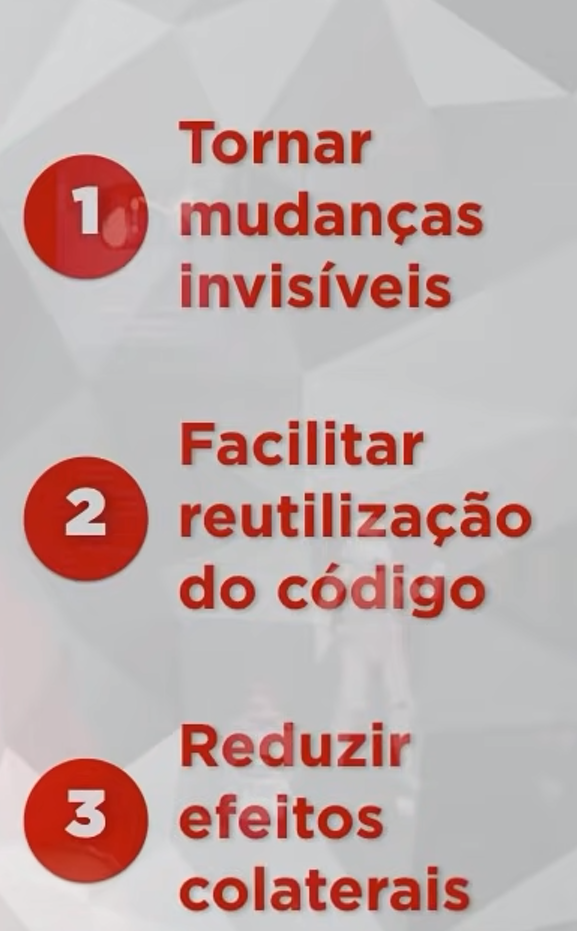 1
Tornar
mudanças
invisíveis
2
Facilitar
reutilização
do código
3
Reduzir
efeitos
colaterais